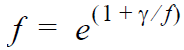 f = e^{(1 + γ/f)}